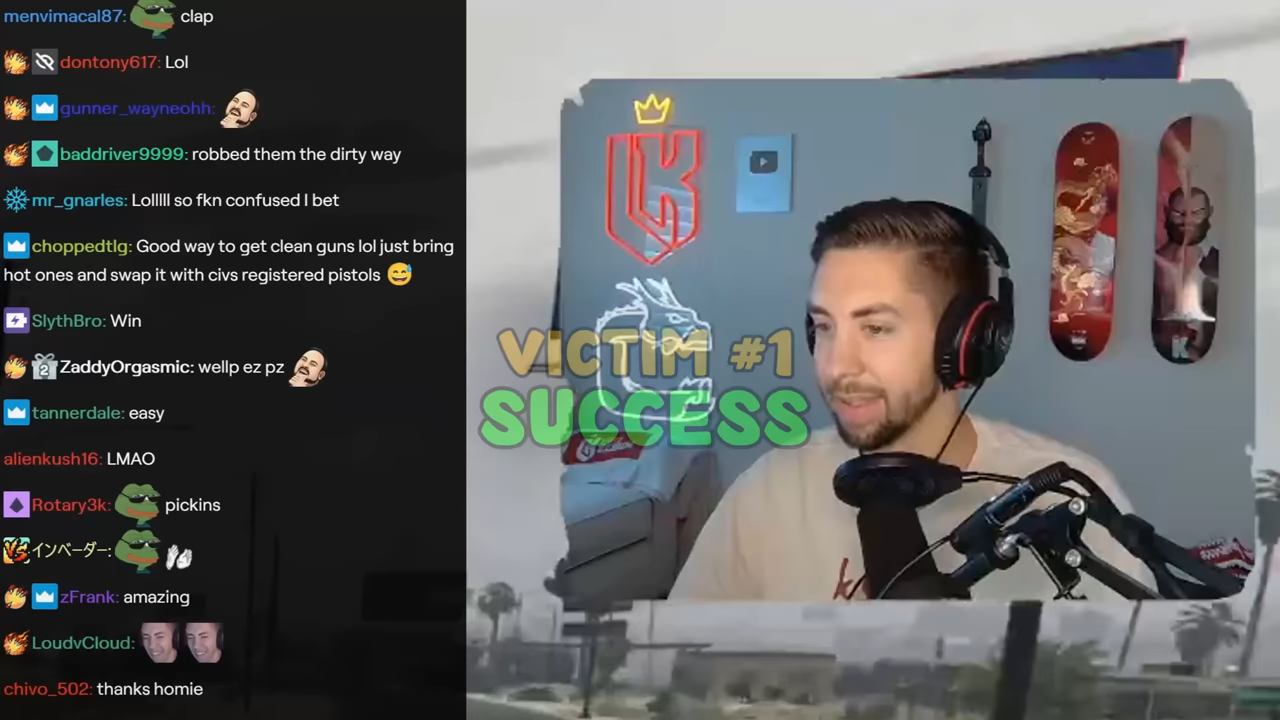 menvimacal87: clap
dontony617: Lol
gunner_wayneohh:
baddriver9999: robbed them the dirty way
mr_gnarles: Lolllll so fkn confused I bet
choppedtlg: Good way to get clean guns lol just bring
hot ones and swap it with civs registered pistols
SlythBro: Win
2 ZaddyOrgasmic: wellp ez pz
tannerdale: easy
alienkush16: LMAO
Rotary3k: pickins
VS インベーダー:
zFrank: amazing
LoudvCloud:
chivo_502: thanks homie
LK
VICTIM #1
SUCCESS
K